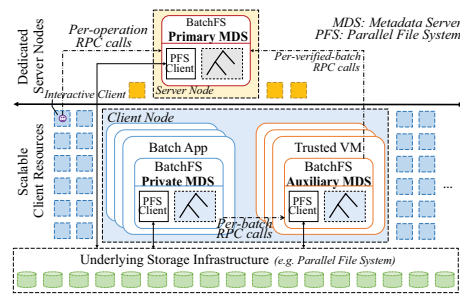 BatchFS
Primary MDS
PFS
Client
Server Node
Per-operation
RPC calls
MDS: Metadata Server
PFS: Parallel File System
Per-verified-batch
RPC calls
Interactive Client
Dedicated
Server Nodes
Scalable
Client Resources
Client Node
Batch App
BatchFS
Private MDS
PFS
Client
Per-batch
RPC calls
Trusted VM
BatchFS
Auxiliary MDS
PFS
Client
...
Underlying Storage Infrastructure (e.g. Parallel File System)